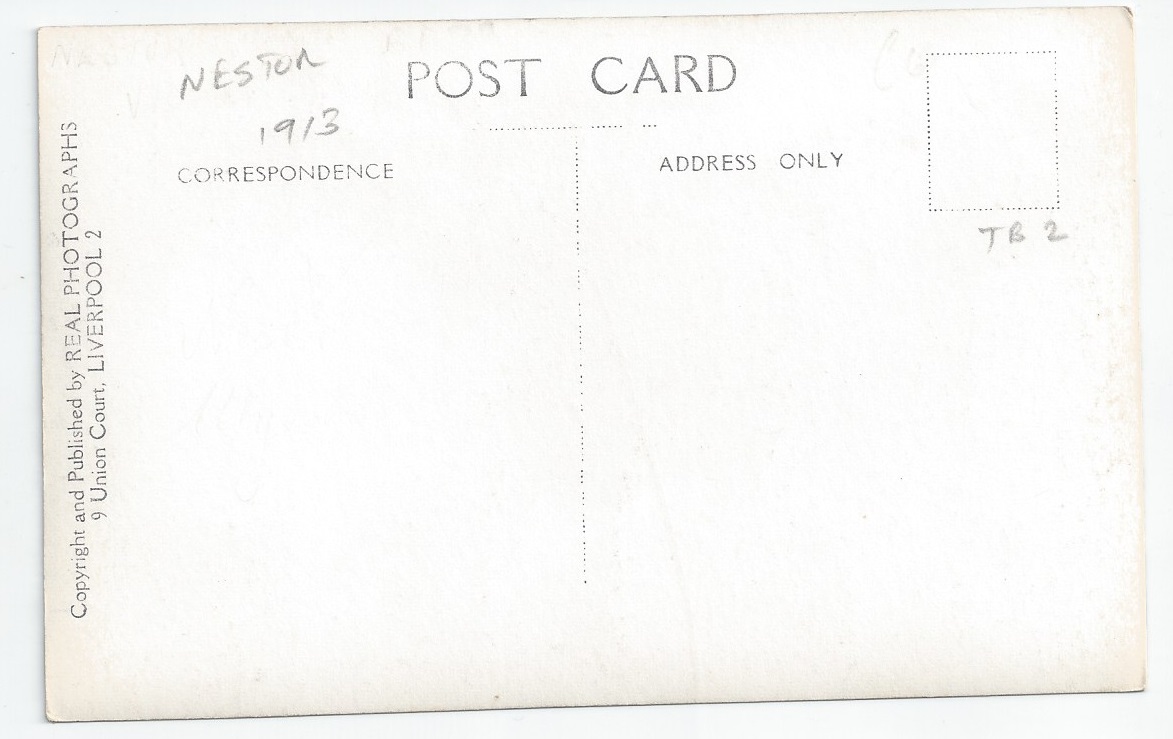 NESTOR
1913
POST CARD
CORRESPONDENCE
ADDRESS ONLY
TB 2
Copyright and Published by REAL PHOTOGRAPHS
9 Union Court, LIVERPOOL 2